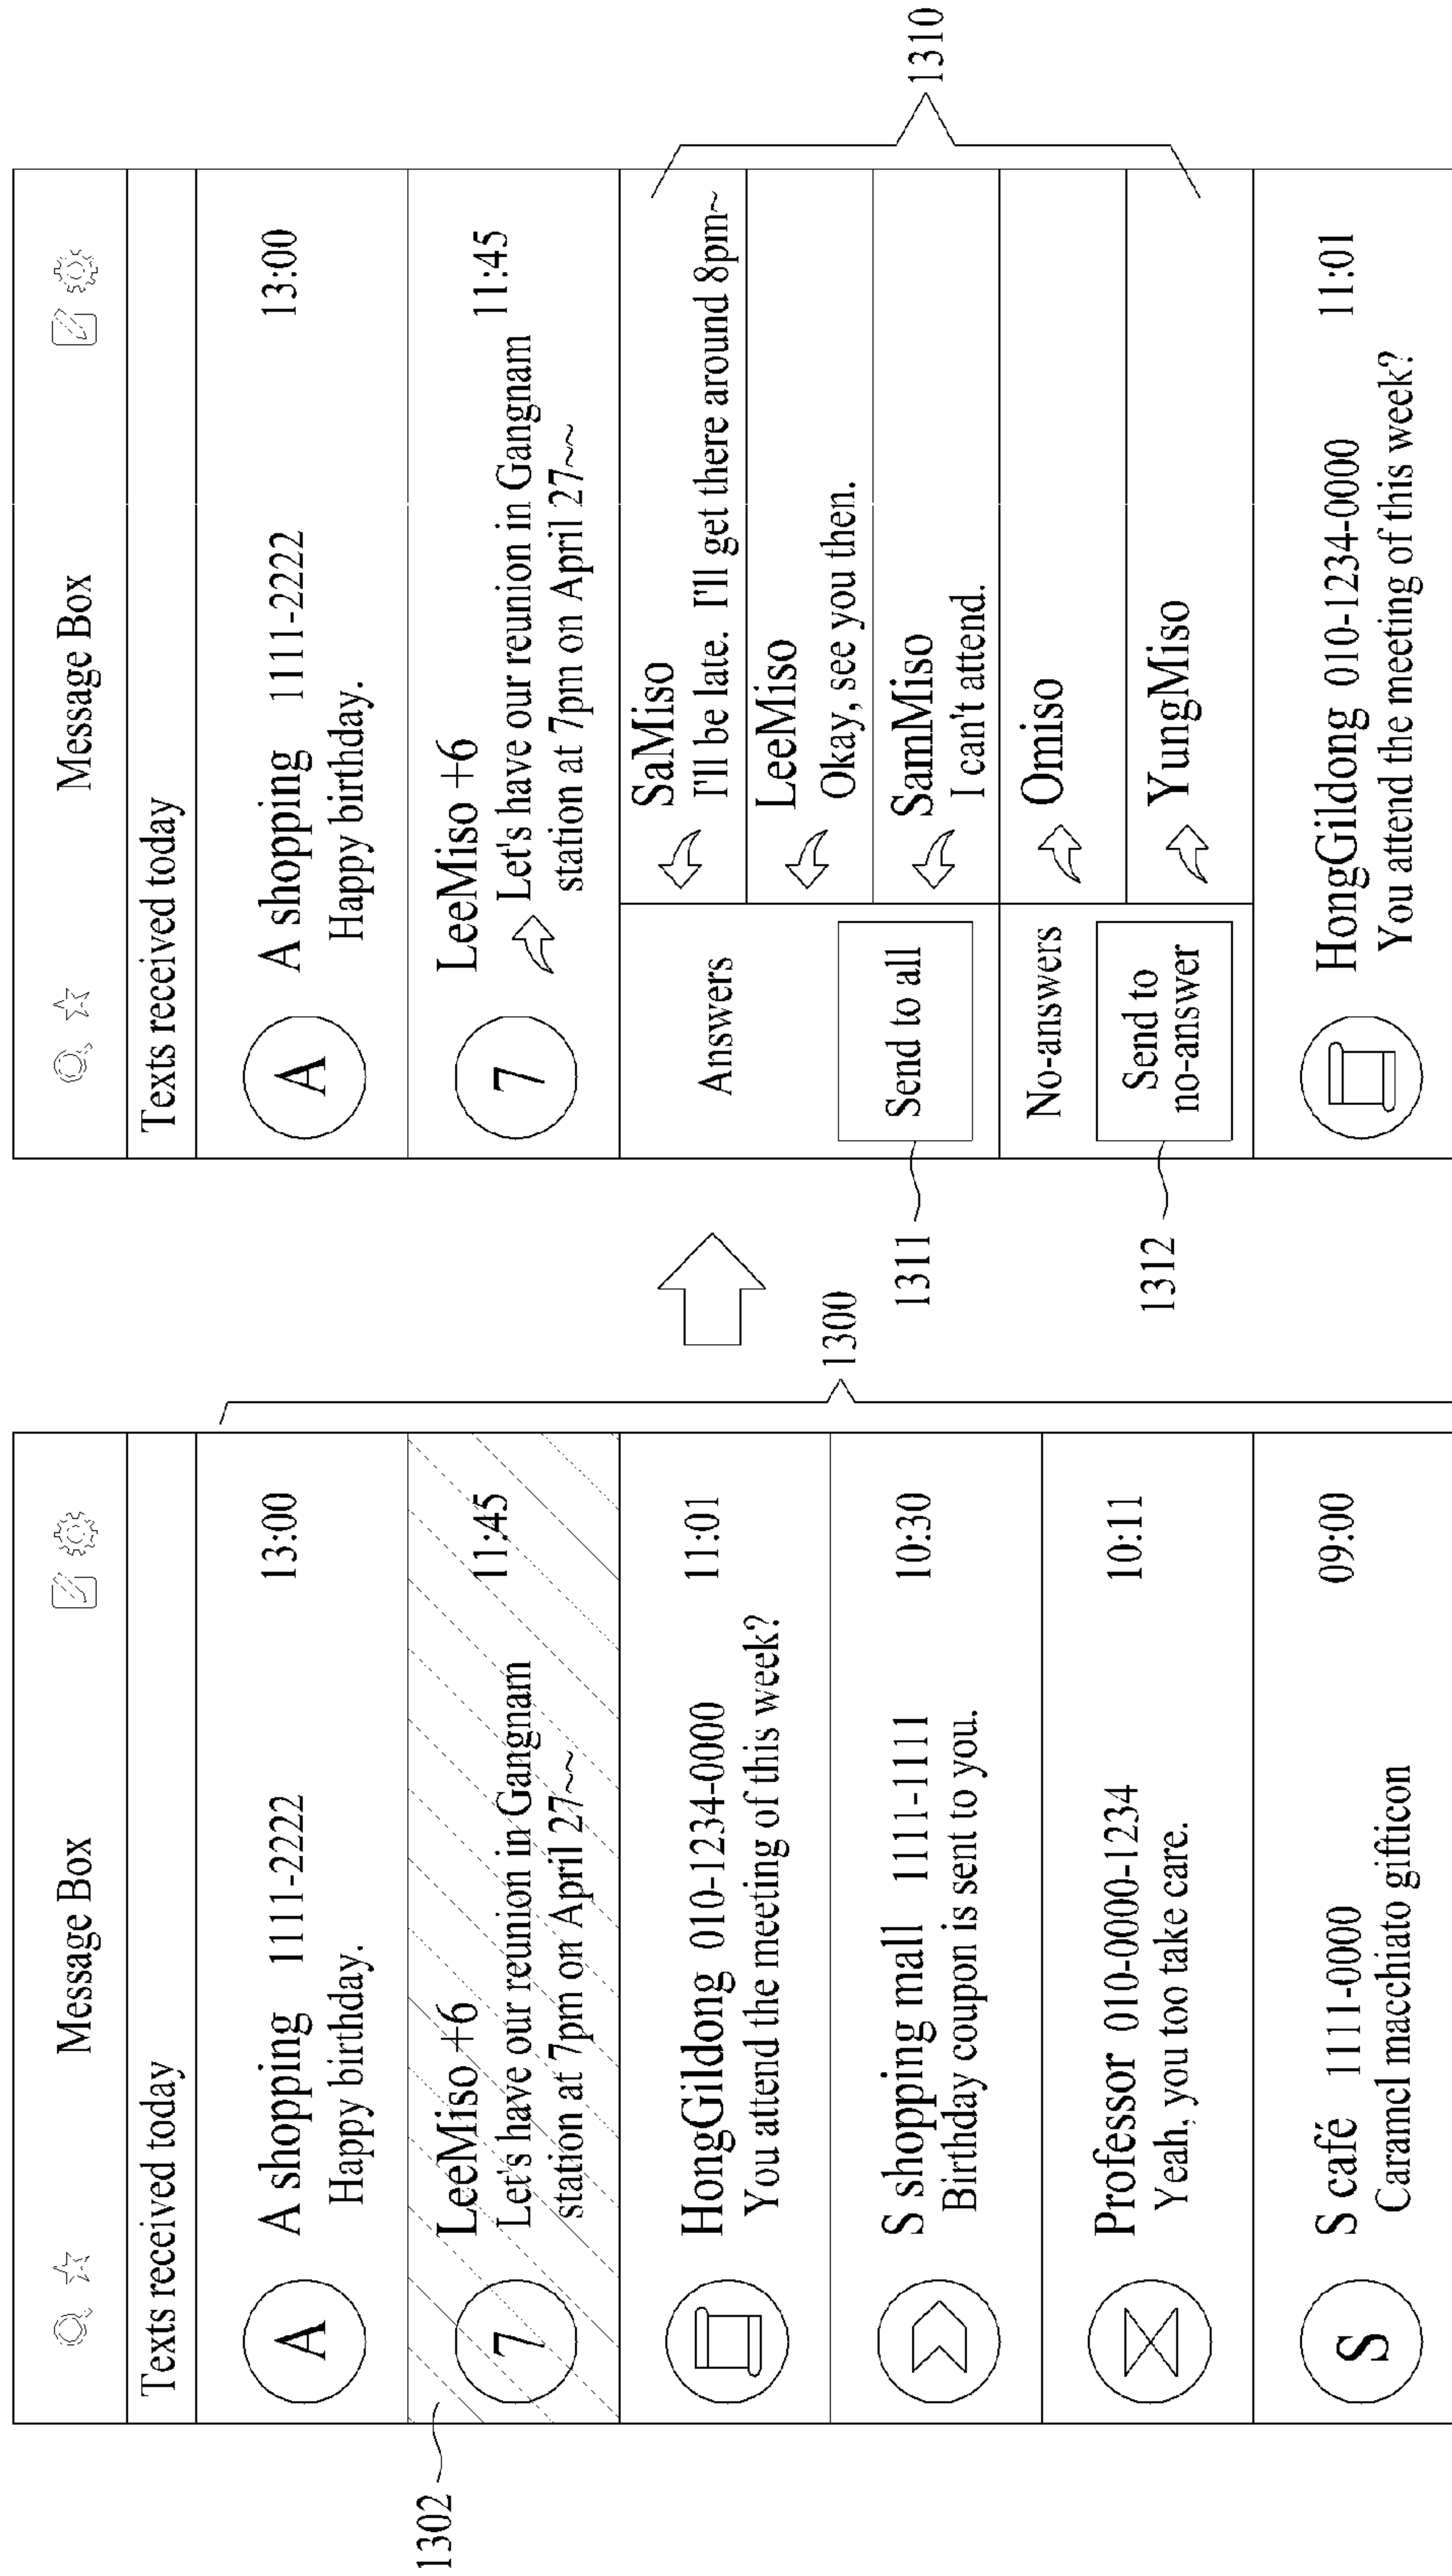 Message Box
Texts received today
A
A shopping 1111-2222
13:00
Happy birthday.
1302
7
LeeMiso +6
11:45
Let's have our reunion in Gangnam
station at 7pm on April 27~~
HongGildong 010-1234-0000
11:01
You attend the meeting of this week?
S shopping mall 1111-1111
10:30
Birthday coupon is sent to you.
Professor 010-0000-1234
10:11
Yeah, you too take care.
S
S café 1111-0000
09:00
Caramel macchiato gifticon
1300
Message Box
Texts received today
A
A shopping 1111-2222
13:00
Happy birthday.
7
LeeMiso +6
11:45
Let's have our reunion in Gangnam
station at 7pm on April 27~~
Answers
SaMiso
I'll be late. I'll get there around 8pm~
LeeMiso
Okay, see you then.
Send to all
SamMiso
I can't attend.
1311
No-answers
Omiso
Send to
no-answer
YungMiso
1312
1310
HongGildong 010-1234-0000
11:01
You attend the meeting of this week?